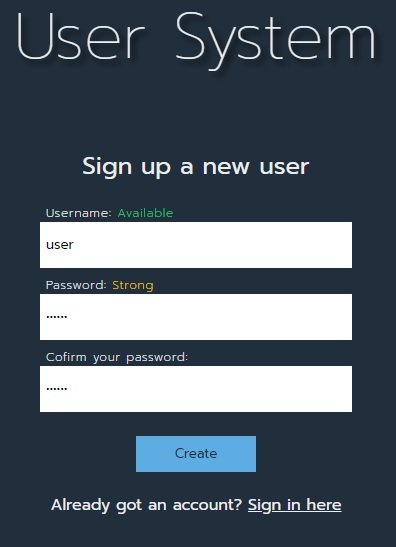 User System
Sign up a new user
Username: Available
user
Password: Strong
••••••
Cofirm your password:
••••••
Create
Already got an account? Sign in here